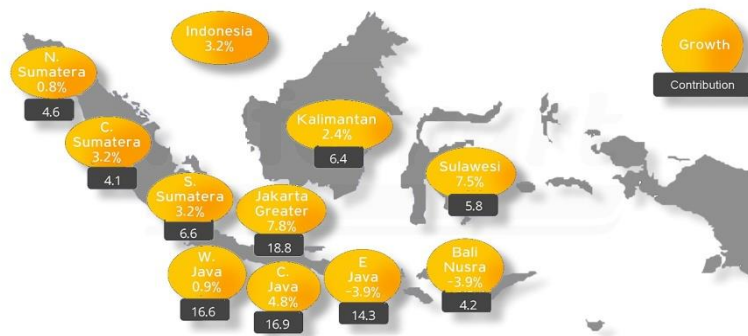 Indonesia
3.2%
Growth
Contribution
N.
Sumatera
0.8%
4.6
C.
Sumatera
3.2%
4.1
S.
Sumatera
3.2%
6.6
Jakarta
Greater
7.8%
18.8
Kalimantan
2.4%
6.4
Sulawesi
7.5%
5.8
W.
Java
0.9%
16.6
C.
Java
4.8%
16.9
E
Java
-3.9%
14.3
Bali
Nusra
-3.9%
4.2